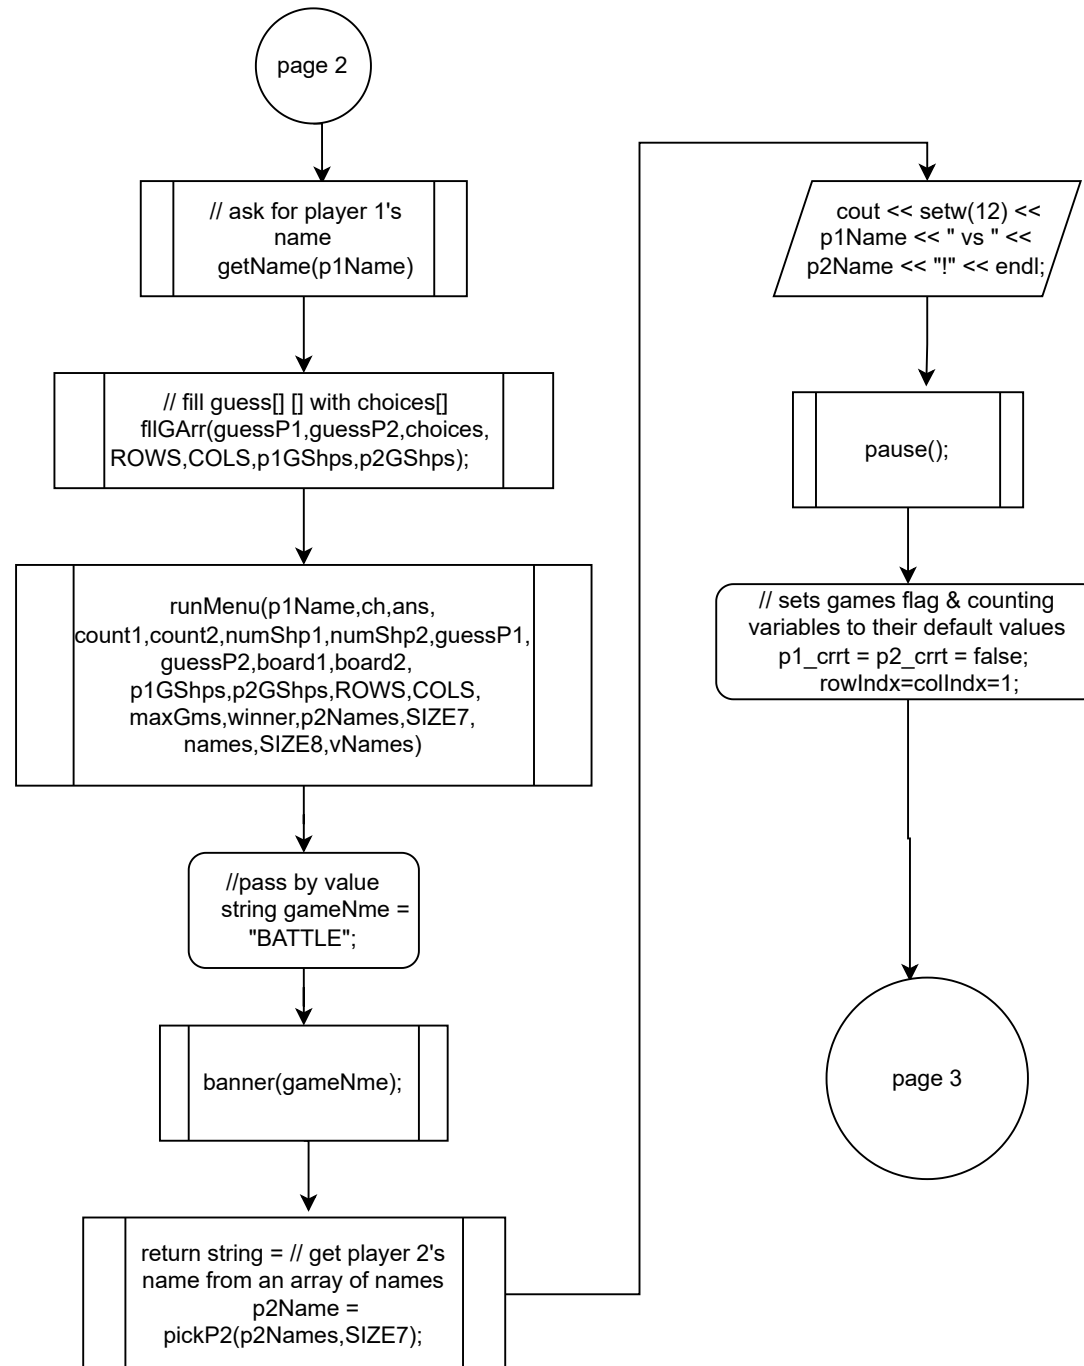 page 2
// ask for player 1's
name
getName(p1Name)
// fill guess[] [] with choices[]
fllGArr(guessP1,guessP2,choices,
ROWS,COLS,p1GShps,p2GShps);
runMenu(p1Name,ch,ans,
count1,count2,numShp1,numShp2,guessP1,
guessP2,board1,board2,
p1GShps,p2GShps,ROWS,COLS,
maxGms,winner,p2Names,SIZE7,
names,SIZE8,vNames)
//pass by value
string gameNme =
"BATTLE";
banner(gameNme);
return string = // get player 2's
name from an array of names
p2Name =
pickP2(p2Names,SIZE7);
cout << setw(12) <<
p1Name << " vs " <<
p2Name << "!" << endl;
pause();
// sets games flag & counting
variables to their default values
p1_crrt = p2_crrt = false;
rowIndx=colIndx=1;
page 3